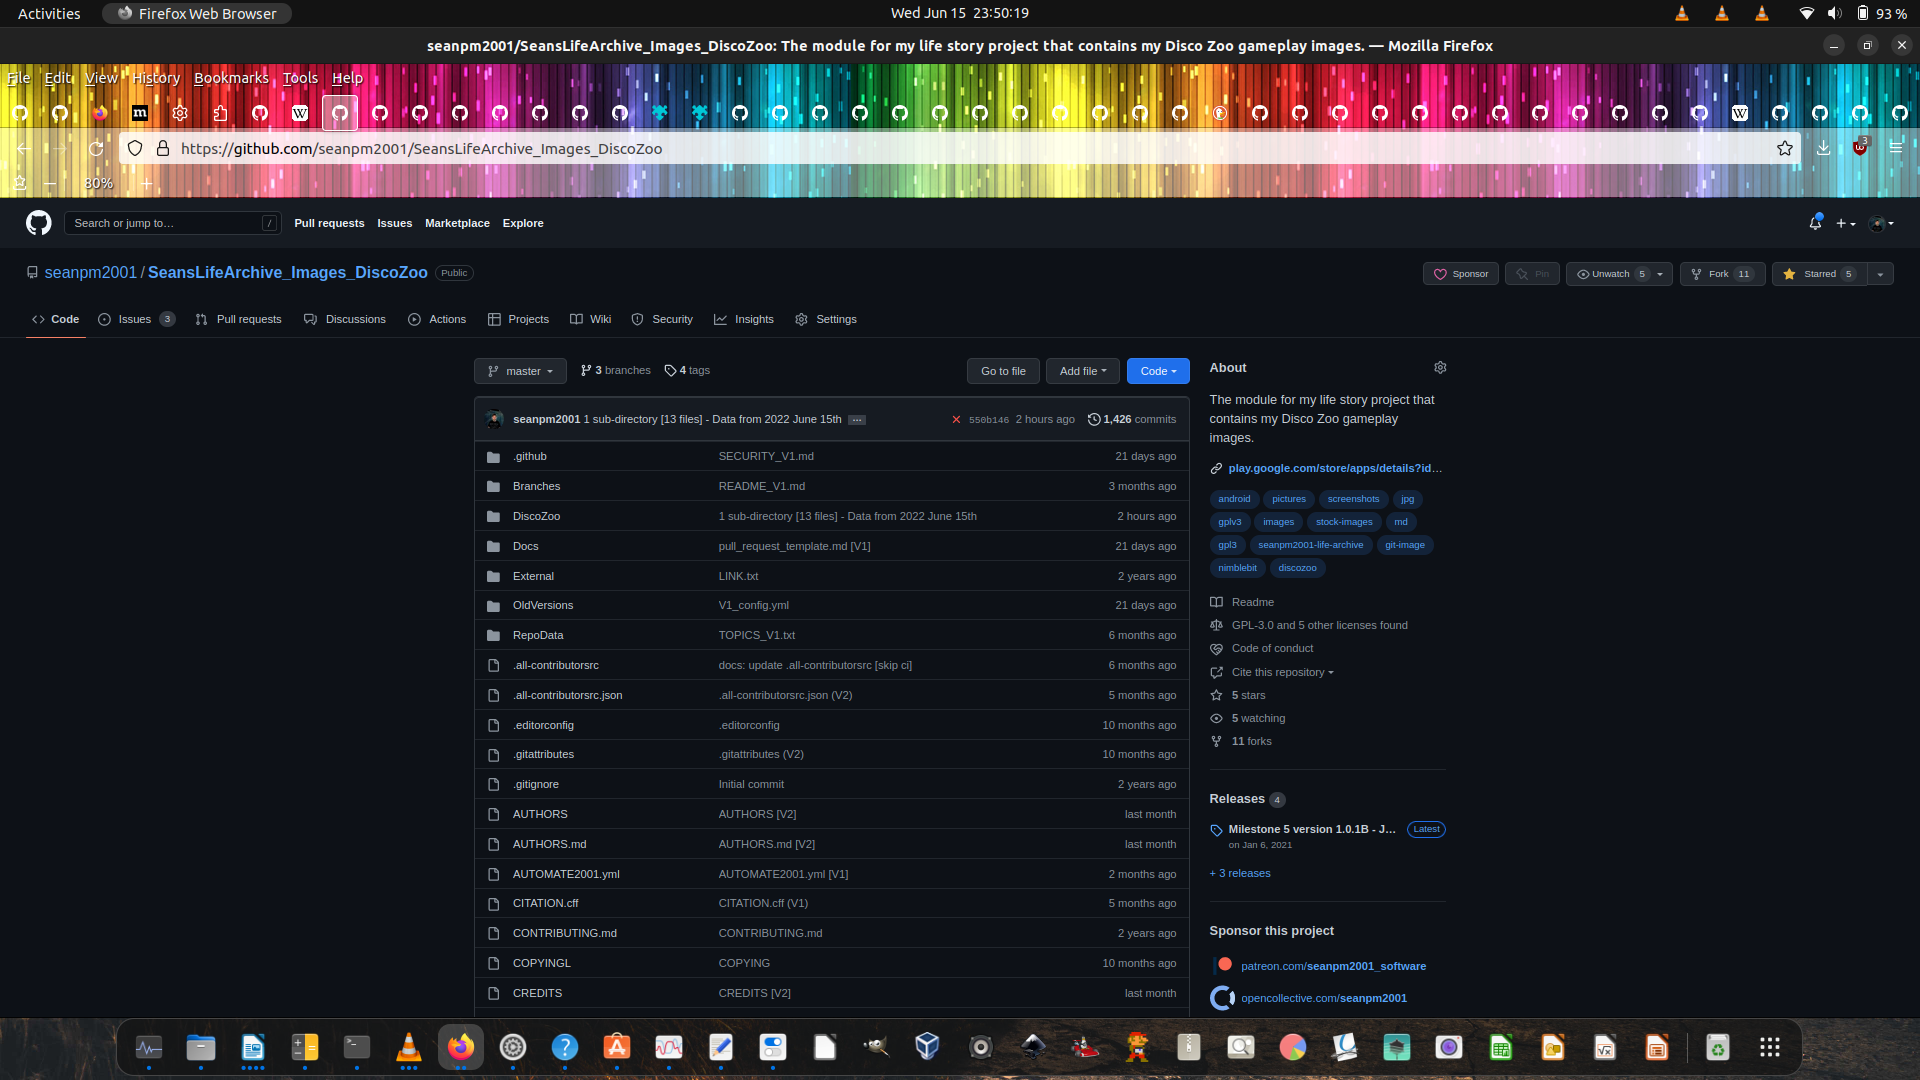 Activities
Firefox Web Browser
Wed Jun 15 23:50:19
93 %
seanpm2001/SeansLifeArchive_Images_DiscoZoo: The module for my life story project that contains my Disco Zoo gameplay images. — Mozilla Firefox
File Edit View History Bookmarks Tools Help
https://github.com/seanpm2001/SeansLifeArchive_Images_DiscoZoo
3
80%
Search or jump to…
/
Pull requests Issues Marketplace Explore
seanpm2001 / SeansLifeArchive_Images_DiscoZoo Public
Sponsor Pin Unwatch 5 Fork 11 Starred 5
Code Issues 3 Pull requests Discussions Actions Projects Wiki Security Insights Settings
master 3 branches 4 tags Go to file Add file Code
seanpm2001 1 sub-directory [13 files] - Data from 2022 June 15th ... 550b146 2 hours ago 1,426 commits
.github SECURITY_V1.md 21 days ago
Branches README_V1.md 3 months ago
DiscoZoo 1 sub-directory [13 files] - Data from 2022 June 15th 2 hours ago
Docs pull_request_template.md [V1] 21 days ago
External LINK.txt 2 years ago
OldVersions V1_config.yml 21 days ago
RepoData TOPICS_V1.txt 6 months ago
.all-contributorsrc docs: update .all-contributorsrc [skip ci] 6 months ago
.all-contributorsrc.json .all-contributorsrc.json (V2) 5 months ago
.editorconfig .editorconfig 10 months ago
.gitattributes .gitattributes (V2) 10 months ago
.gitignore Initial commit 2 years ago
AUTHORS AUTHORS [V2] last month
AUTHORS.md AUTHORS.md [V2] last month
AUTOMATE2001.yml AUTOMATE2001.yml [V1] 2 months ago
CITATION.cff CITATION.cff (V1) 5 months ago
CONTRIBUTING.md CONTRIBUTING.md 2 years ago
COPYINGL COPYING 10 months ago
CREDITS CREDITS [V2] last month
About
The module for my life story project that
contains my Disco Zoo gameplay
images.
play.google.com/store/apps/details?id…
android pictures screenshots jpg
gplv3 images stock-images md
gpl3 seanpm2001-life-archive git-image
nimblebit discozoo
Readme
GPL-3.0 and 5 other licenses found
Code of conduct
Cite this repository
5 stars
5 watching
11 forks
Releases 4
Milestone 5 version 1.0.1B - J… Latest
on Jan 6, 2021
+ 3 releases
Sponsor this project
patreon.com/seanpm2001_software
opencollective.com/seanpm2001